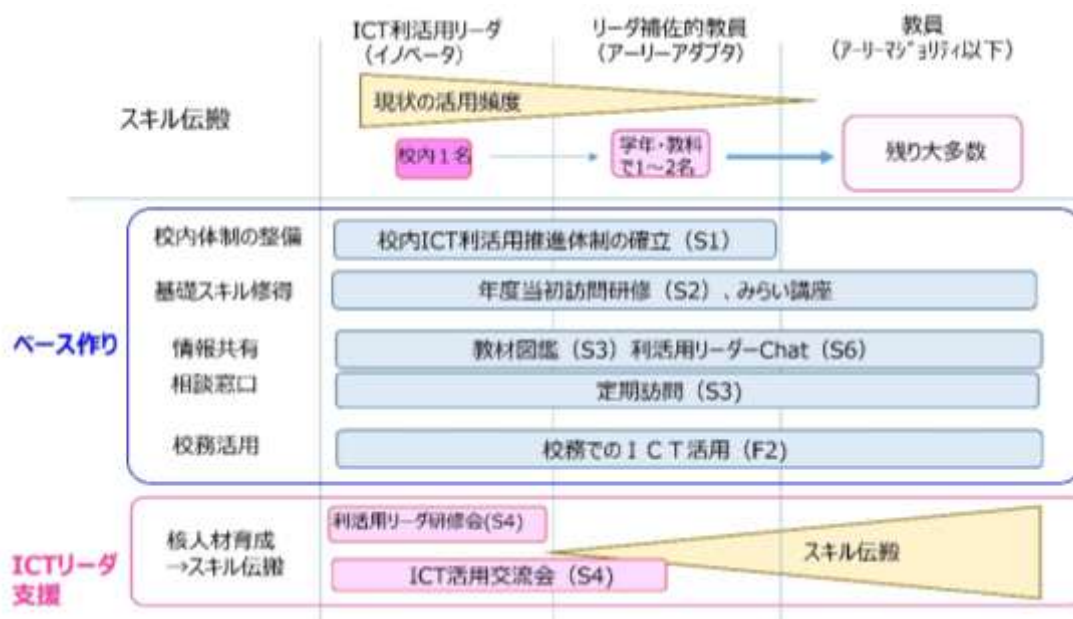 ICT利活用リーダ
(イノベータ)
リーダ補佐的教員
(アーリーアダプタ)
教員
(ｱｰﾘｰﾏｼﾞｮﾘﾃｨ以下)
現状の活用頻度
スキル伝搬
校内１名
学年・教科
で1～2名
残り大多数
ベース作り
校内体制の整備
校内ICT利活用推進体制の確立（S1）
基礎スキル修得
年度当初訪問研修（S2）、みらい講座
情報共有
教材図鑑（S3）利活用リーダーChat（S6）
相談窓口
定期訪問（S3）
校務活用
校務でのＩＣＴ活用（F2）
ICTリーダ
支援
核人材育成
→スキル伝搬
利活用リーダ研修会(S4)
ICT活用交流会（S4）
スキル伝搬